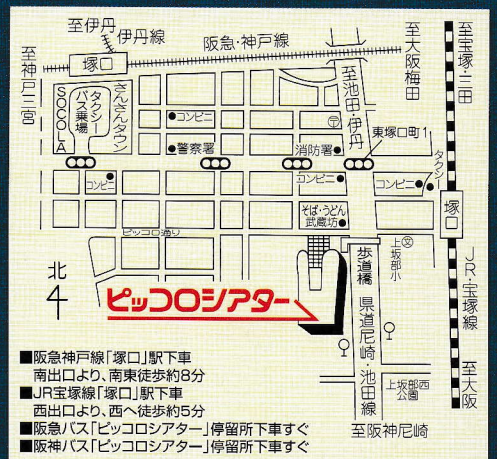 至伊丹
伊丹線
阪急・神戸線
至大阪梅田
至宝塚・三田
至神戸三宮
塚口
SOCOLA
タクシーバス乗場
さんさんタウン
コンビニ
警察署
消防署
至池田・伊丹
東塚口町1
タクシー
コンビニ
コンビニ
コンビニ
そば・うどん
武蔵坊
ピッコロ通り
塚口
北
4
歩道橋
上坂部小
文
JR・宝塚線
ピッコロシアター
県道尼崎・池田線
上坂部西
公園
至大阪
至阪神尼崎
■阪急神戸線「塚口」駅下車
南出口より、南東徒歩約8分
■JR宝塚線「塚口」駅下車
西出口より、西へ徒歩約5分
■阪急バス「ピッコロシアター」停留所下車すぐ
■阪神バス「ピッコロシアター」停留所下車すぐ